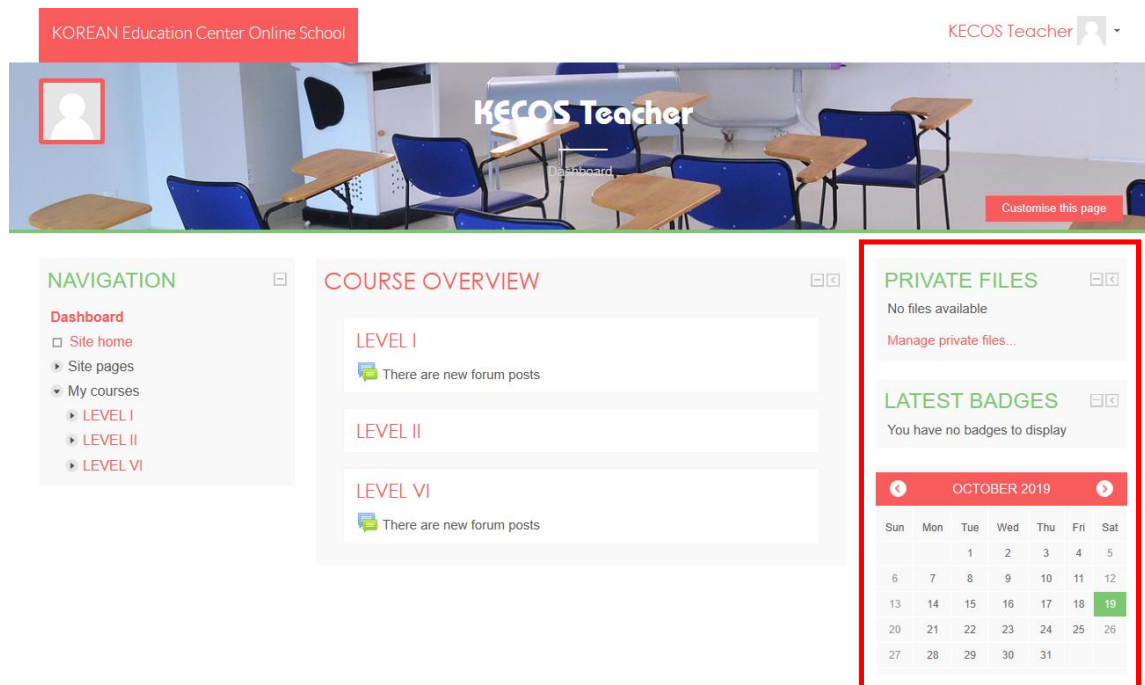 KOREAN Education Center Online School
KECOS Teacher
KECOS Teacher
Dashboard
Customise this page
NAVIGATION
Dashboard
Site home
Site pages
My courses
LEVEL I
LEVEL II
LEVEL VI
COURSE OVERVIEW
LEVEL I
There are new forum posts
LEVEL II
LEVEL VI
There are new forum posts
PRIVATE FILES
No files available
Manage private files...
LATEST BADGES
You have no badges to display
OCTOBER 2019
Sun Mon Tue Wed Thu Fri Sat
1 2 3 4 5
6 7 8 9 10 11 12
13 14 15 16 17 18 19
20 21 22 23 24 25 26
27 28 29 30 31